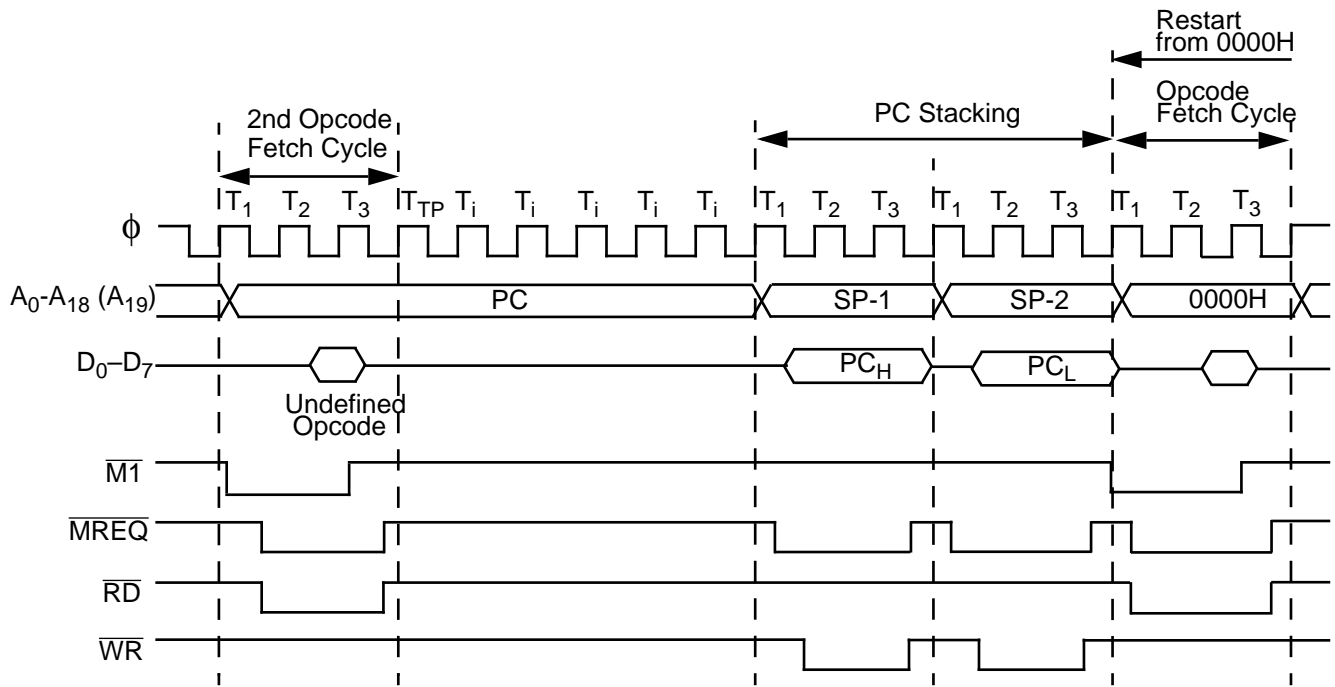 Restart
from 0000H
2nd Opcode
Fetch Cycle
PC Stacking
Opcode
Fetch Cycle
T1 T2 T3 TTP Ti Ti Ti Ti Ti T1 T2 T3 T1 T2 T3 T1 T2 T3
ϕ
A0-A18 (A19) PC SP-1 SP-2 0000H
D0–D7 PCH PCL
Undefined
Opcode
M1
MREQ
RD
WR